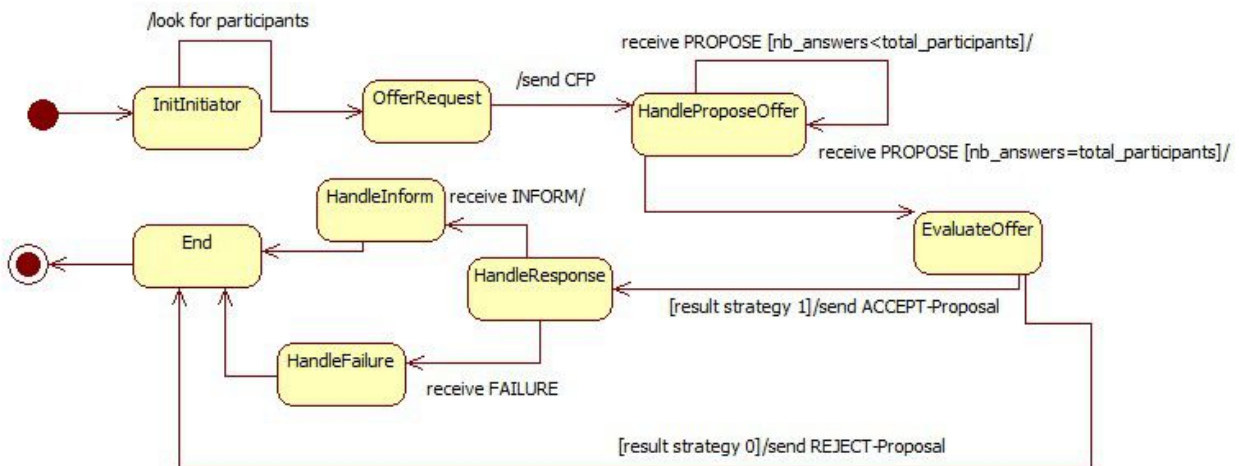 /look for participants
receive PROPOSE [nb_answers<total_participants]/
InitInitiator
OfferRequest
/send CFP
HandleProposeOffer
receive PROPOSE [nb_answers=total_participants]/
HandleInform
receive INFORM/
End
EvaluateOffer
HandleResponse
[result strategy 1]/send ACCEPT-Proposal
HandleFailure
receive FAILURE
[result strategy 0]/send REJECT-Proposal